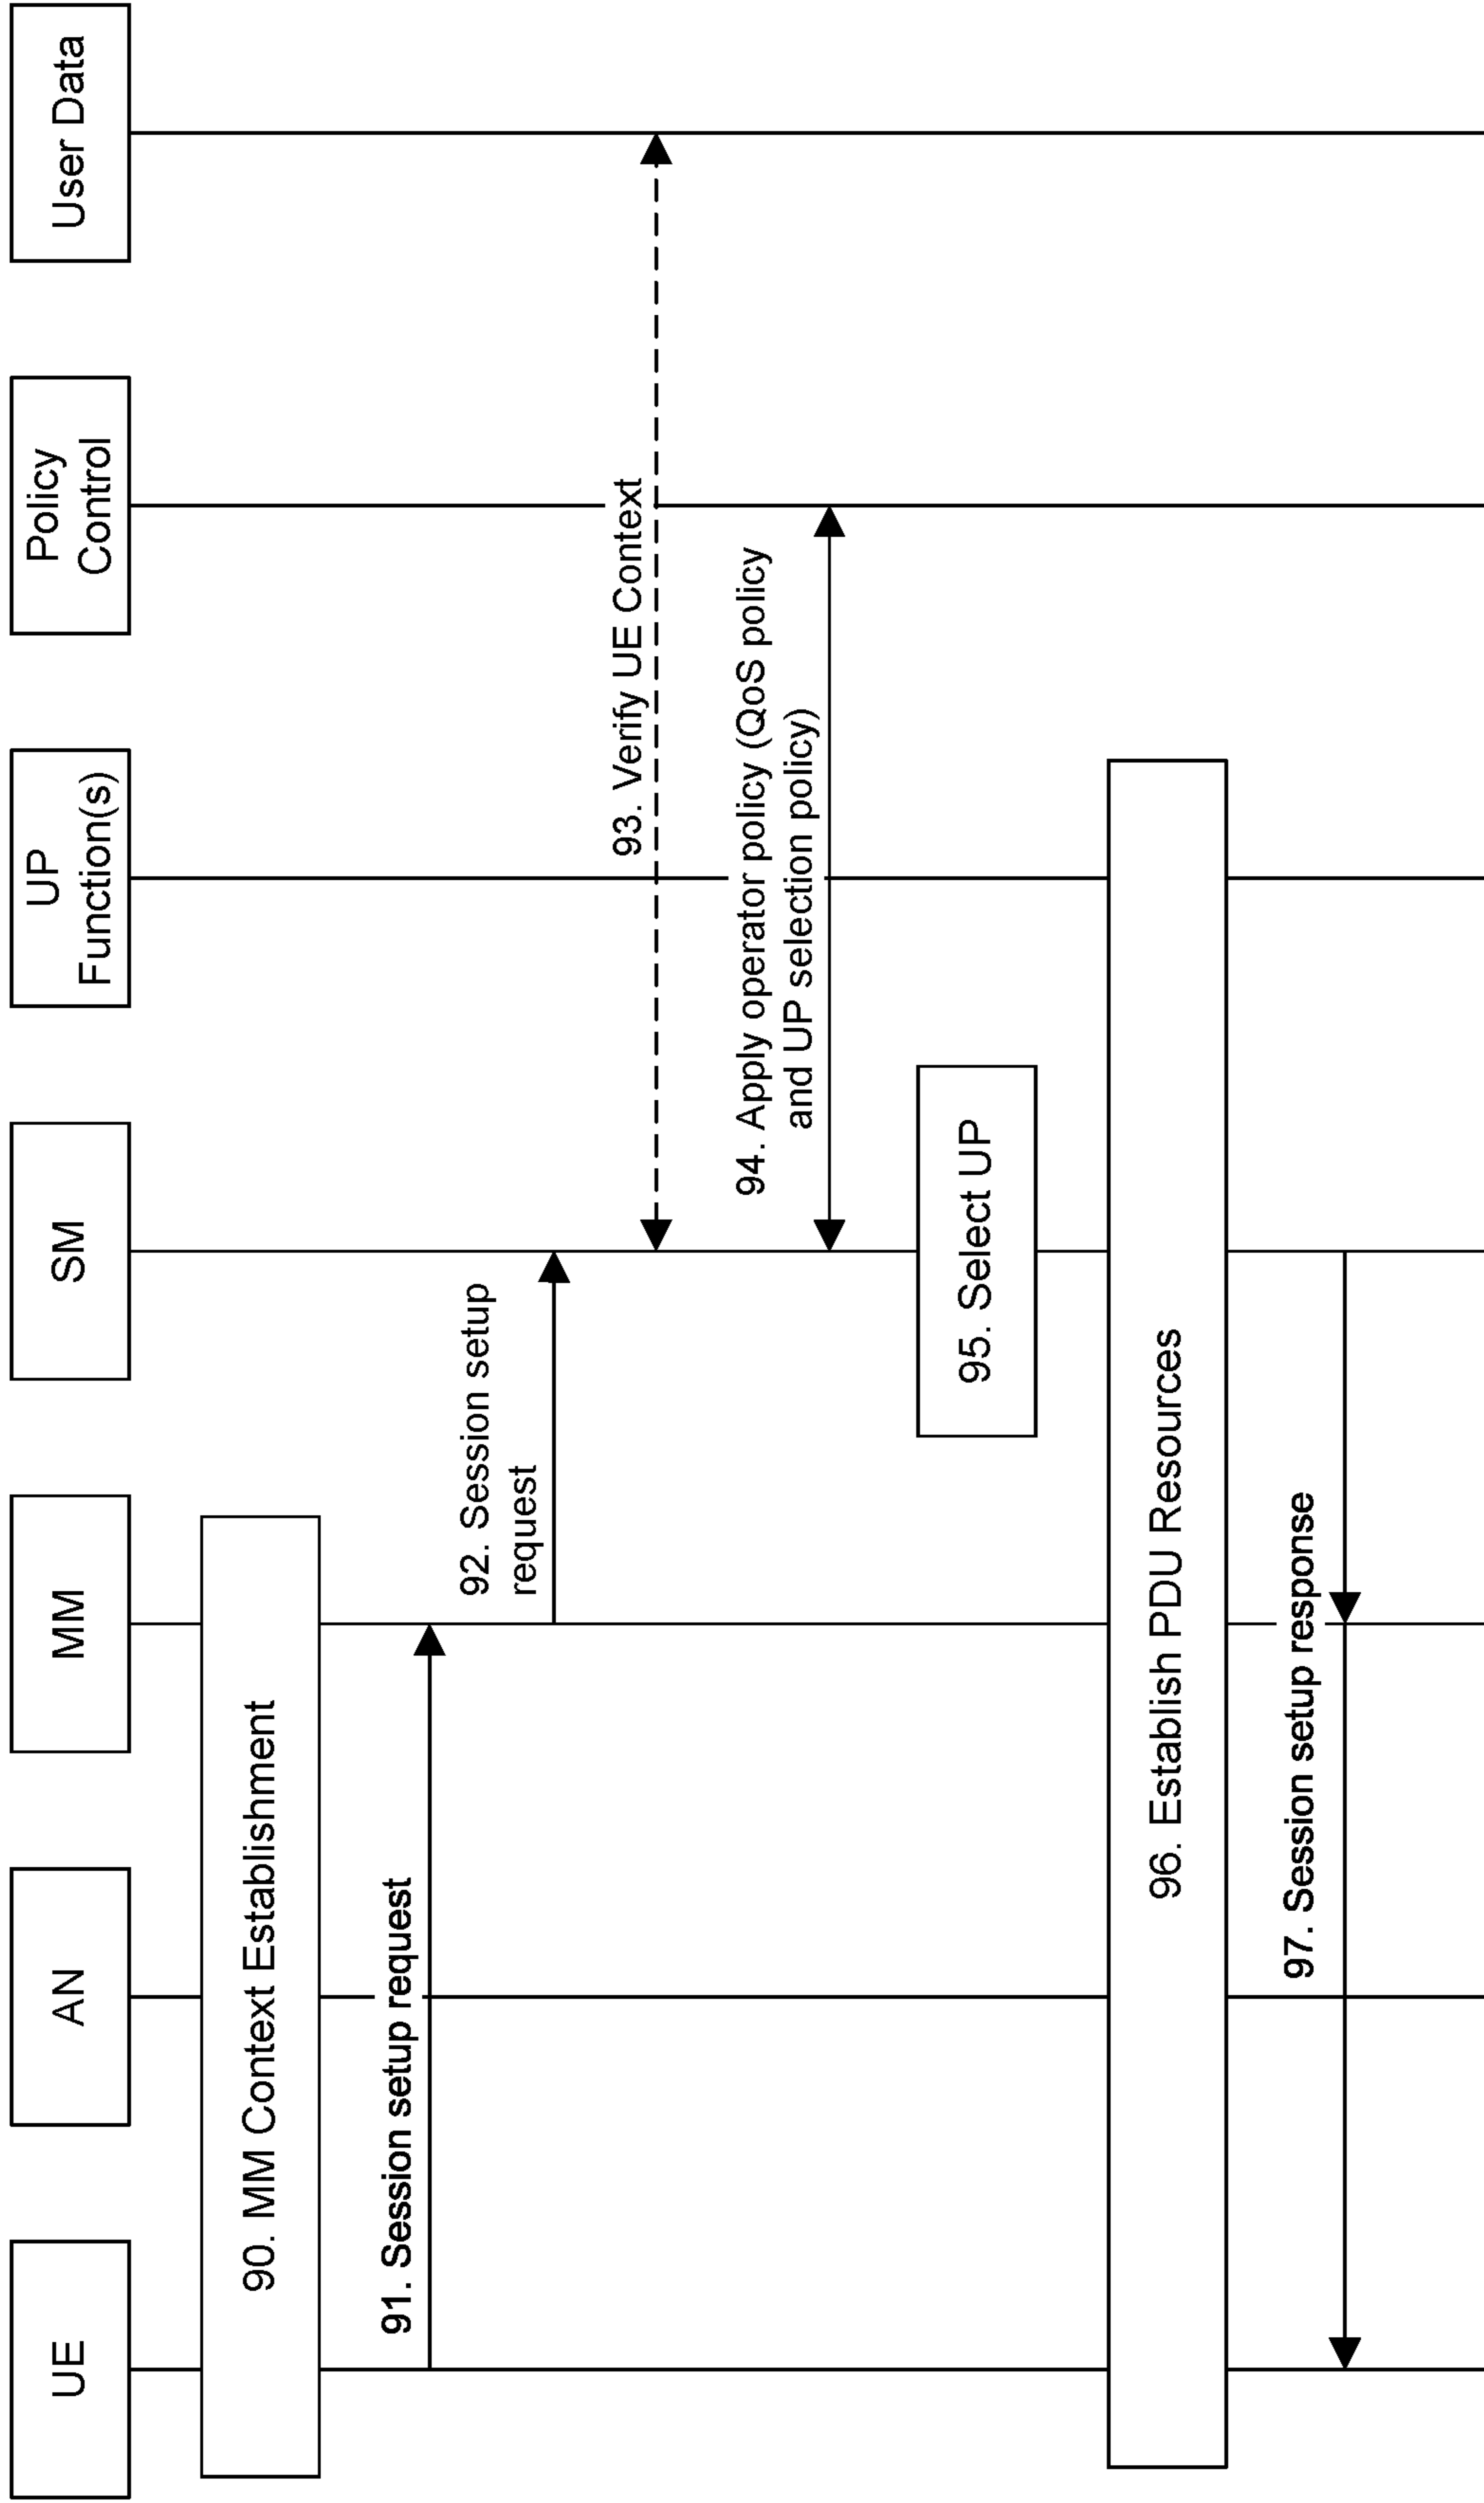 UE
AN
MM
SM
UP
Function(s)
Policy
Control
User Data
90. MM Context Establishment
91. Session setup request
92. Session setup
request
93. Verify UE Context
94. Apply operator policy (QoS policy
and UP selection policy)
95. Select UP
96. Establish PDU Resources
97. Session setup response